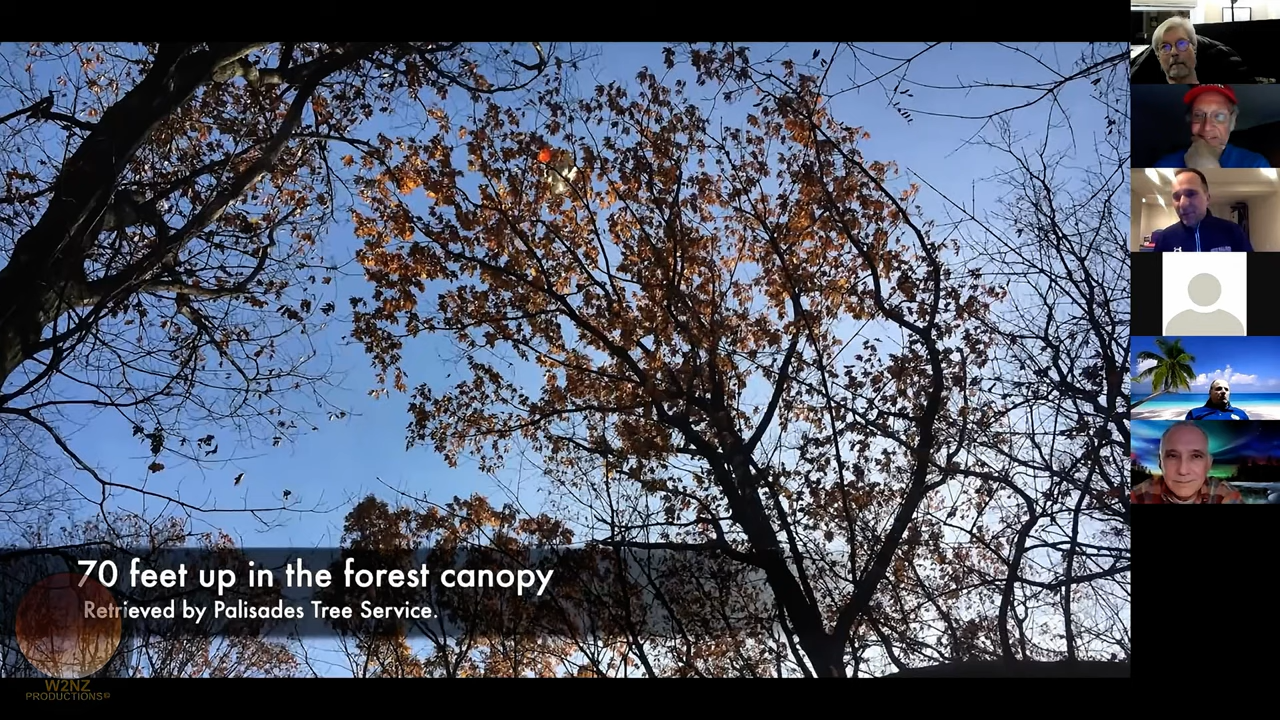 70 feet up in the forest canopy
Retrieved by Palisades Tree Service.
W2NZ
PRODUCTIONS©